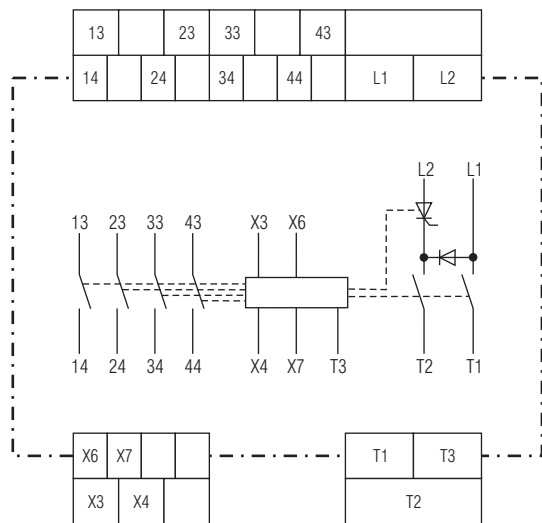 13 23 33 43
14 24 34 44 L1 L2
L2 L1
13 23 33 43 X3 X6
14 24 34 44 X4 X7 T3 T2 T1
X6 X7 T1 T3
X3 X4 T2